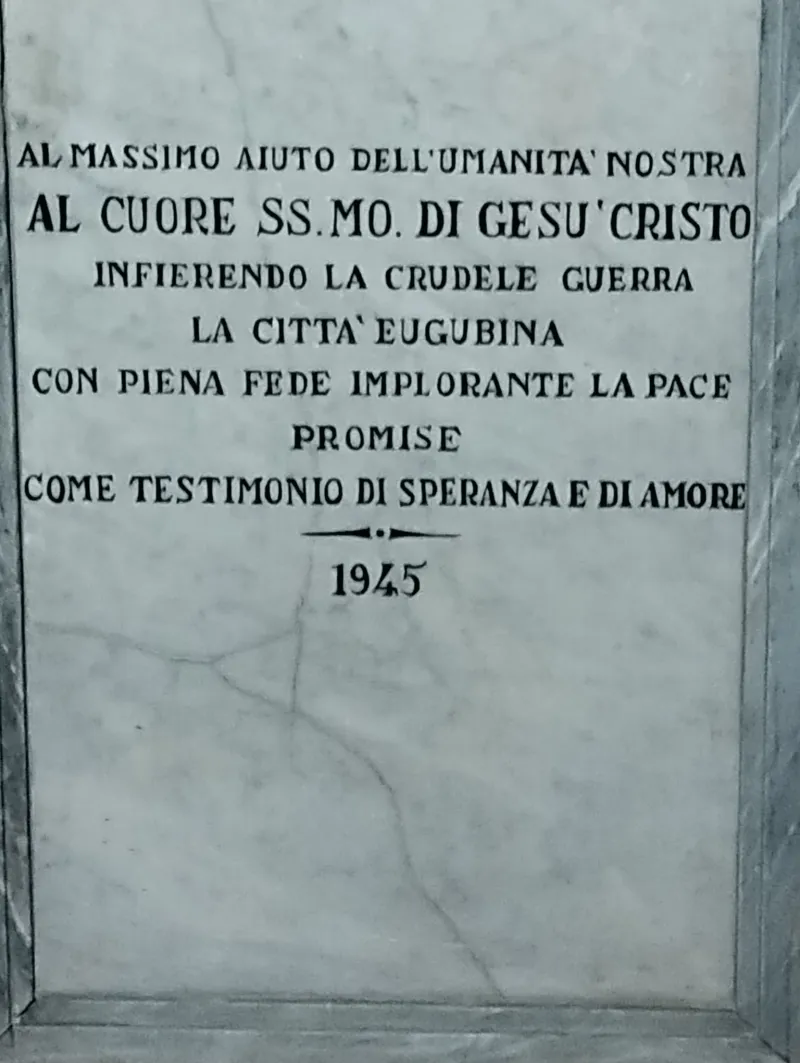 AL MASSIMO AIUTO DELL'UMANITA' NOSTRA
AL CUORE SS.MO. DI GESU' CRISTO
INFIERENDO LA CRUDELE GUERRA
LA CITTA' EUGUBINA
CON PIENA FEDE IMPLORANTE LA PACE
PROMISE
COME TESTIMONIO DI SPERANZA E DI AMORE
1945